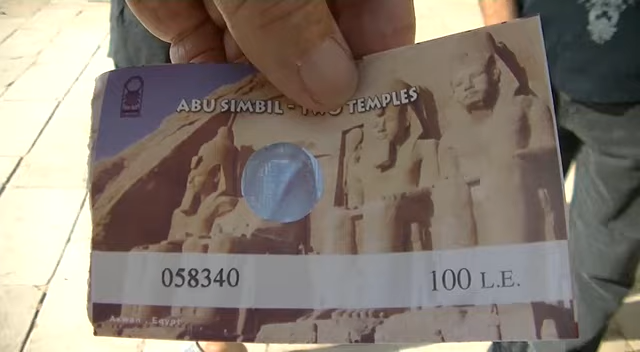 ABU SIMBIL - TWO TEMPLES
058340
100 L.E.
Aswan . Egypt